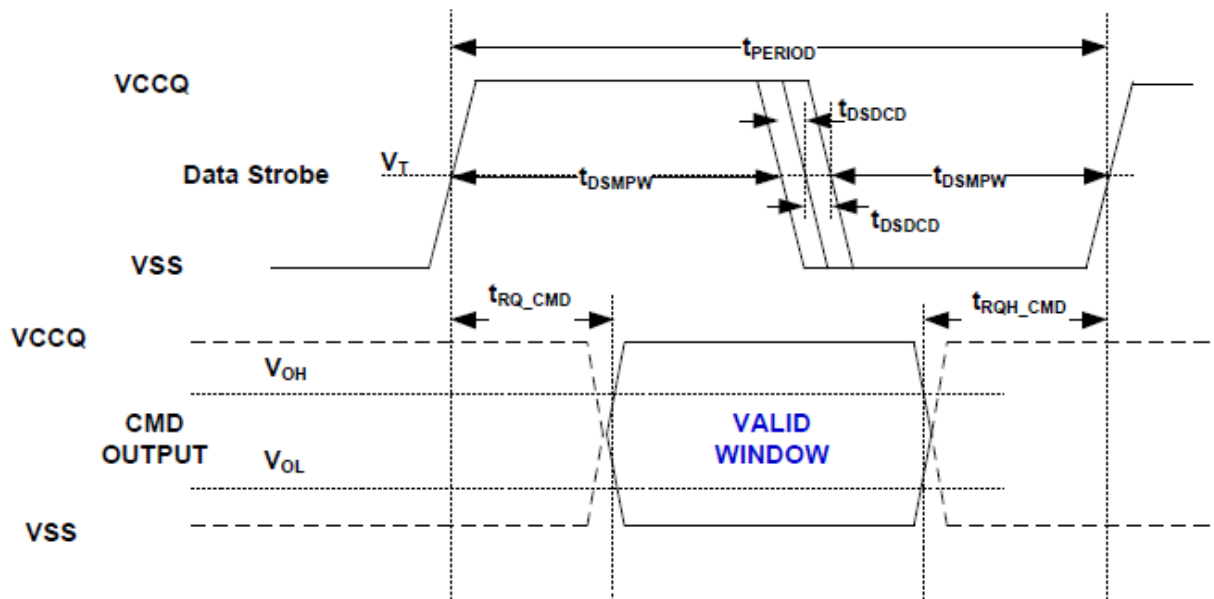 tPERIOD
VCCQ
tDSDCD
VT
Data Strobe
tDSMPW
tDSMPW
tDSDCD
VSS
tRQ_CMD
tRQH_CMD
VCCQ
VOH
CMD
OUTPUT
VALID
WINDOW
VOL
VSS